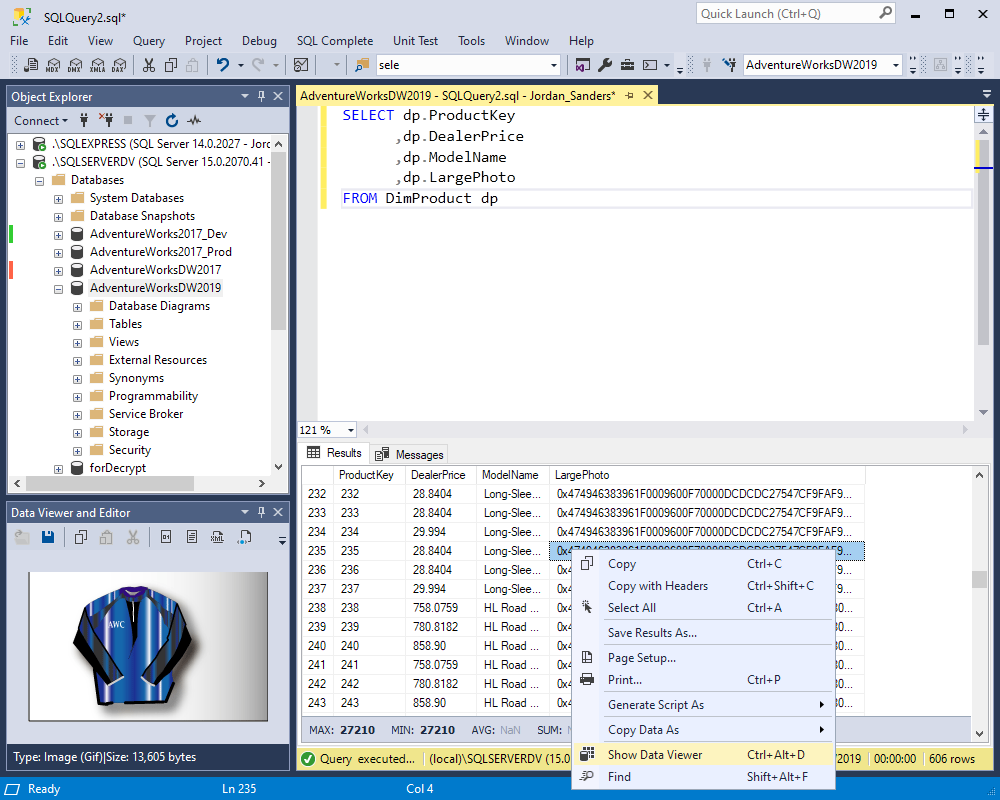 SQLQuery2.sql*
Quick Launch (Ctrl+Q)
File Edit View Query Project Debug SQL Complete Unit Test Tools Window Help
MDX DMX XMLA DAX
sele
AdventureWorksDW2019
Object Explorer
Connect
.\SQLEXPRESS (SQL Server 14.0.2027 - Jorc
.\SQLSERVERDV (SQL Server 15.0.2070.41 -
Databases
System Databases
Database Snapshots
AdventureWorks2017_Dev
AdventureWorks2017_Prod
AdventureWorksDW2017
AdventureWorksDW2019
Database Diagrams
Tables
Views
External Resources
Synonyms
Programmability
Service Broker
Storage
Security
forDecrypt
Data Viewer and Editor
XML
AWC
Type: Image (Gif)|Size: 13,605 bytes
AdventureWorksDW2019 - SQLQuery2.sql - Jordan_Sanders*
SELECT dp.ProductKey
,dp.DealerPrice
,dp.ModelName
,dp.LargePhoto
FROM DimProduct dp
121 %
Results Messages
ProductKey DealerPrice ModelName LargePhoto
232 232 28.8404 Long-Slee... 0x474946383961F0009600F70000DCDCDC27547CF9FAF9...
233 233 28.8404 Long-Slee... 0x474946383961F0009600F70000DCDCDC27547CF9FAF9...
234 234 29.994 Long-Slee... 0x474946383961F0009600F70000DCDCDC27547CF9FAF9...
235 235 28.8404 Long-Slee... 0x474946383961F0009600F70000DCDCDC27547CF9FAF9...
236 236 28.8404 Long-Slee... 0x4
237 237 29.994 Long-Slee... 0x4
238 238 758.0759 HL Road ... 0x4
239 239 780.8182 HL Road ... 0x4
240 240 858.90 HL Road ... 0x4
241 241 758.0759 HL Road ... 0x4
242 242 780.8182 HL Road ... 0x4
243 243 858.90 HL Road ... 0x4
Copy Ctrl+C
Copy with Headers Ctrl+Shift+C
Select All Ctrl+A
Save Results As...
Page Setup...
Print... Ctrl+P
Generate Script As
Copy Data As
Show Data Viewer Ctrl+Alt+D
Find Shift+Alt+F
MAX: 27210 MIN: 27210 AVG: NaN SUM:
Query executed... (local)\SQLSERVERDV (15.0 2019 00:00:00 606 rows
Ready Ln 235 Col 4